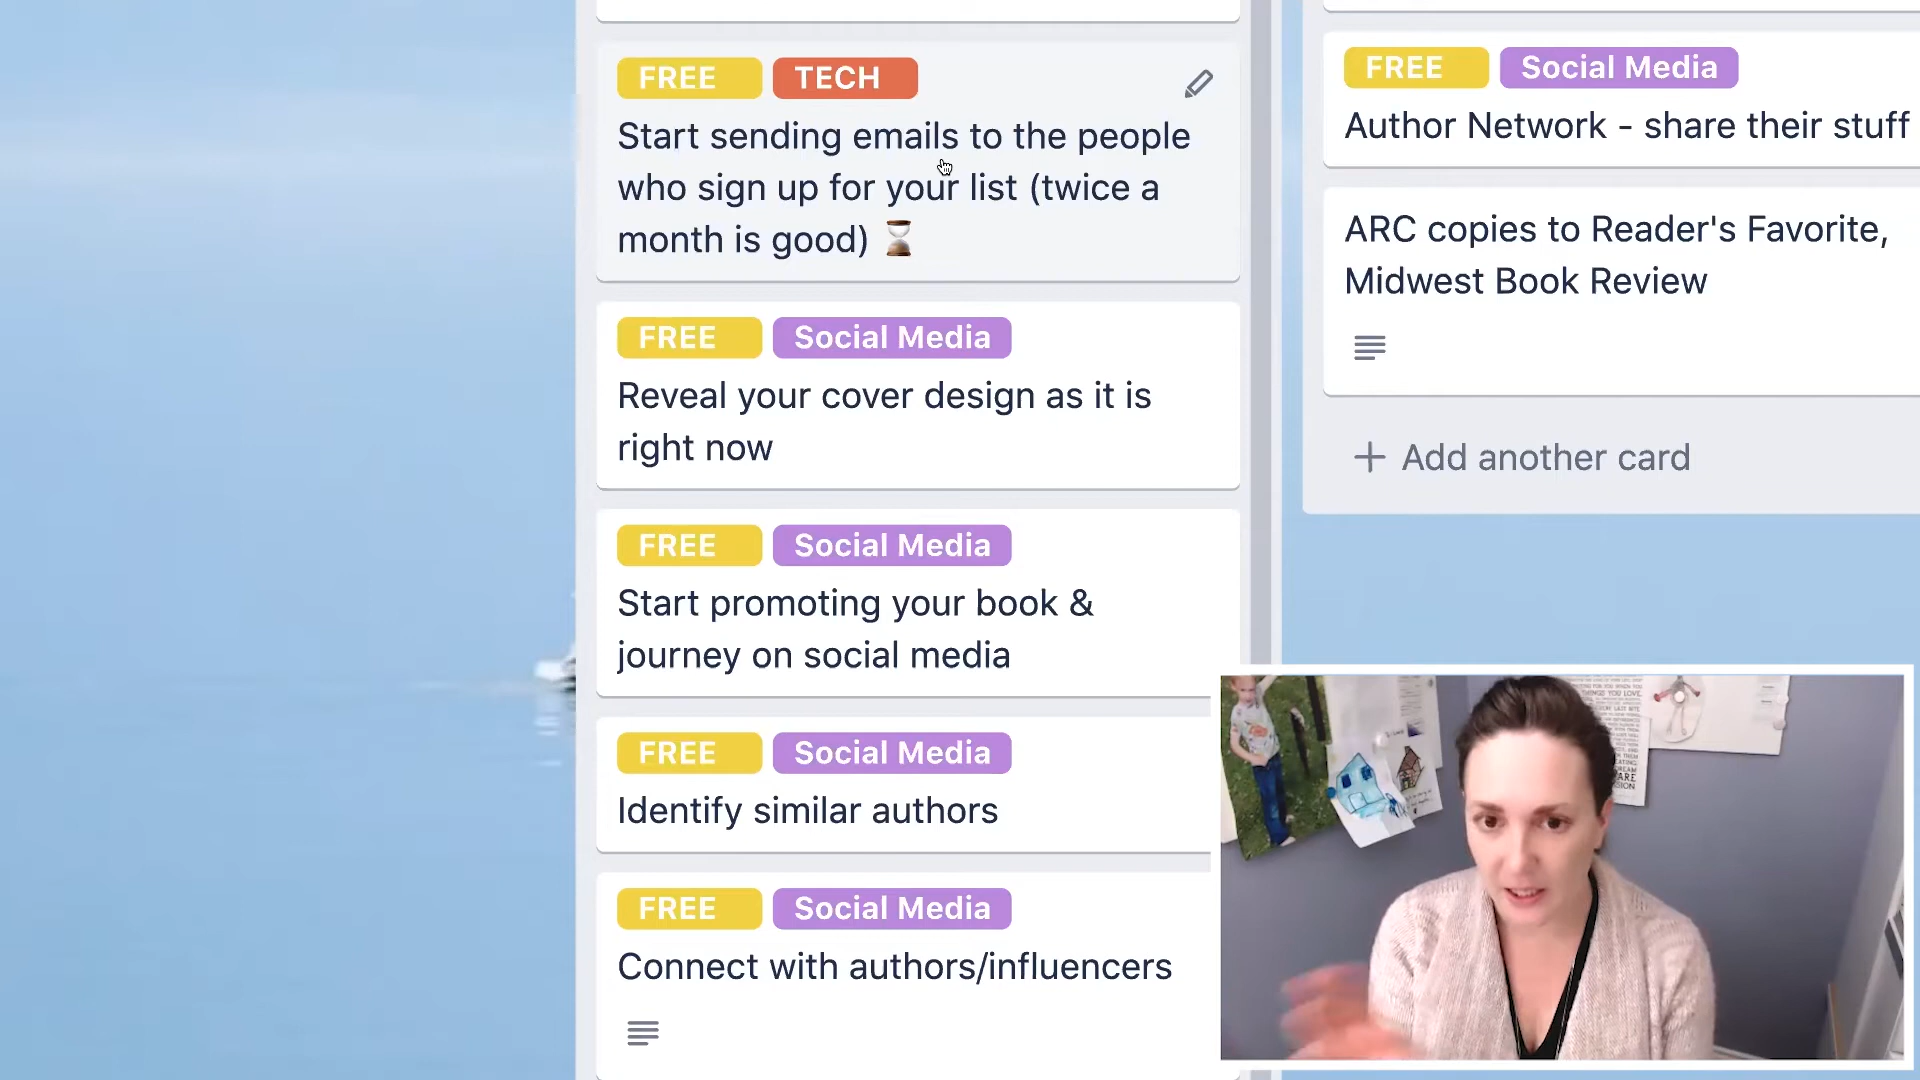 FREE TECH
Start sending emails to the people
who sign up for your list (twice a
month is good) ⌛
FREE Social Media
Reveal your cover design as it is
right now
FREE Social Media
Start promoting your book &
journey on social media
FREE Social Media
Identify similar authors
FREE Social Media
Connect with authors/influencers
FREE Social Media
Author Network - share their stuff
ARC copies to Reader's Favorite,
Midwest Book Review
+ Add another card